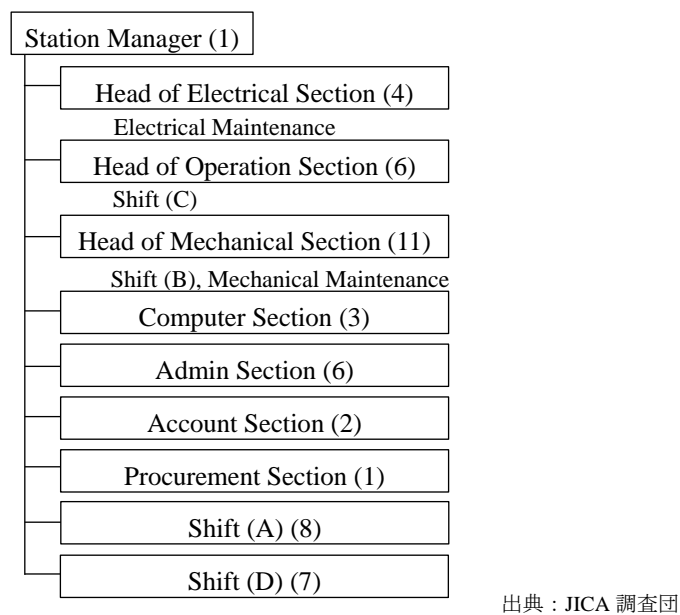 Station Manager (1)
Head of Electrical Section (4)
Electrical Maintenance
Head of Operation Section (6)
Shift (C)
Head of Mechanical Section (11)
Shift (B), Mechanical Maintenance
Computer Section (3)
Admin Section (6)
Account Section (2)
Procurement Section (1)
Shift (A) (8)
Shift (D) (7)
出典：JICA 調査団